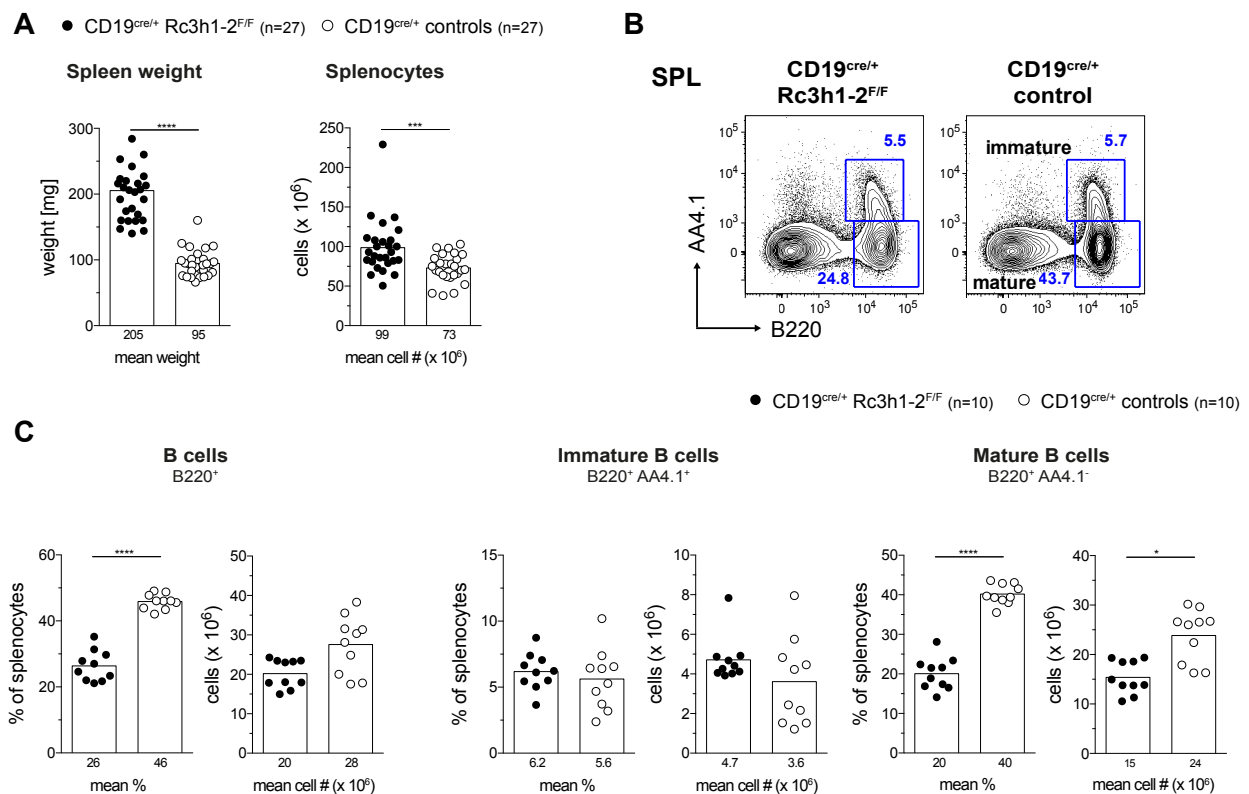 A
● CD19cre/+ Rc3h1-2F/F (n=27) ○ CD19cre/+ controls (n=27)
Spleen weight
Splenocytes
****
300
200
100
0
weight [mg]
205 95
mean weight
***
250
200
150
100
50
0
cells (x 10⁶)
99 73
mean cell # (x 10⁶)
B
SPL
CD19cre/+
Rc3h1-2F/F
CD19cre/+
control
10⁵
10⁴
10³
0
AA4.1
5.5
24.8
0 10³ 10⁴ 10⁵
B220
10⁵
10⁴
10³
0
immature
5.7
mature
43.7
0 10³ 10⁴ 10⁵
● CD19cre/+ Rc3h1-2F/F (n=10) ○ CD19cre/+ controls (n=10)
C
B cells
B220⁺
Immature B cells
B220⁺ AA4.1⁺
Mature B cells
B220⁺ AA4.1⁻
****
60
40
20
0
% of splenocytes
26 46
mean %
50
40
30
20
10
0
cells (x 10⁶)
20 28
mean cell # (x 10⁶)
15
10
5
0
% of splenocytes
6.2 5.6
mean %
10
8
6
4
2
0
cells (x 10⁶)
4.7 3.6
mean cell # (x 10⁶)
****
50
40
30
20
10
0
% of splenocytes
20 40
mean %
*
40
30
20
10
0
cells (x 10⁶)
15 24
mean cell # (x 10⁶)